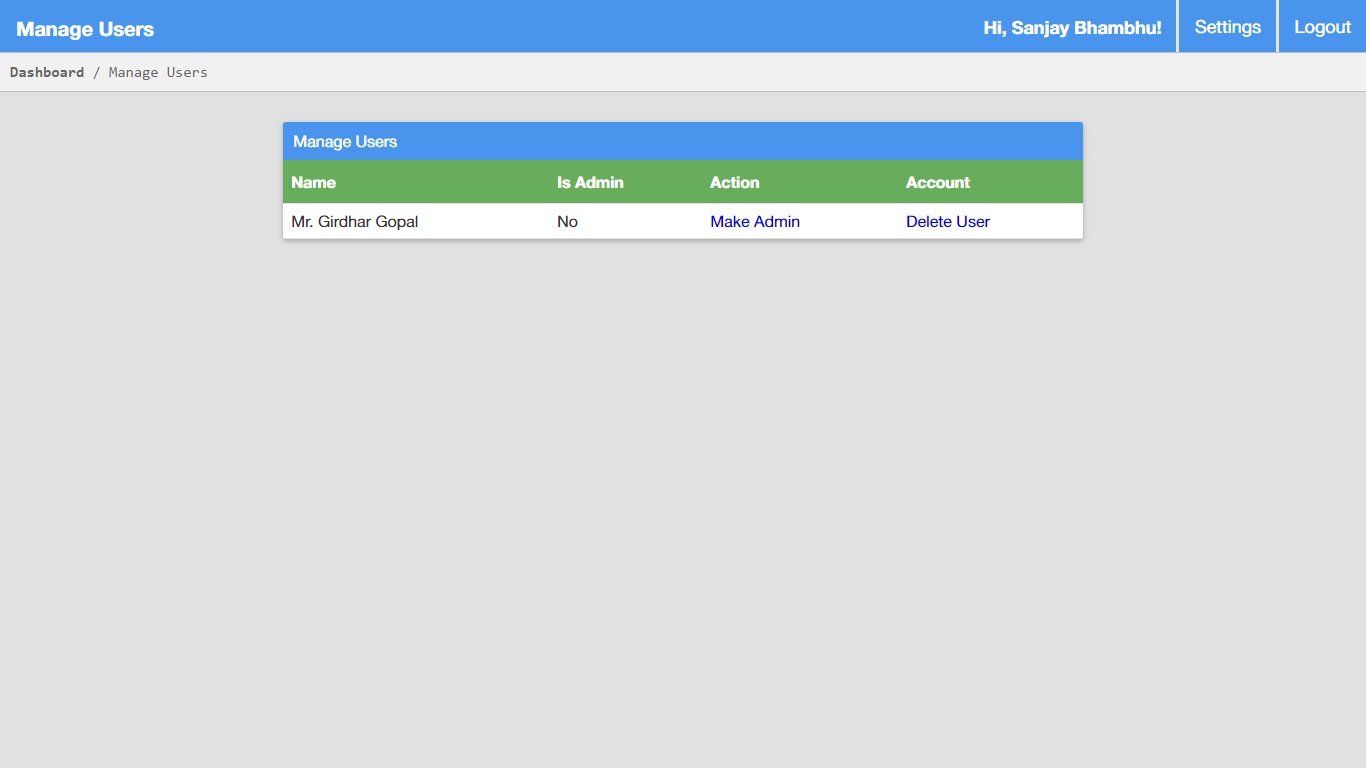 Manage Users
Hi, Sanjay Bhambhu! Settings Logout
Dashboard / Manage Users
Manage Users
Name Is Admin Action Account
Mr. Girdhar Gopal No Make Admin Delete User